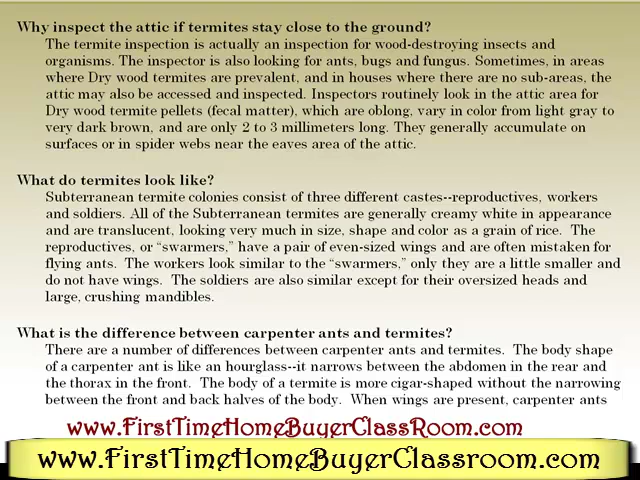 Why inspect the attic if termites stay close to the ground?
The termite inspection is actually an inspection for wood-destroying insects and
organisms. The inspector is also looking for ants, bugs and fungus. Sometimes, in areas
where Dry wood termites are prevalent, and in houses where there are no sub-areas, the
attic may also be accessed and inspected. Inspectors routinely look in the attic area for
Dry wood termite pellets (fecal matter), which are oblong, vary in color from light gray to
very dark brown, and are only 2 to 3 millimeters long. They generally accumulate on
surfaces or in spider webs near the eaves area of the attic.
What do termites look like?
Subterranean termite colonies consist of three different castes--reproductives, workers
and soldiers. All of the Subterranean termites are generally creamy white in appearance
and are translucent, looking very much in size, shape and color as a grain of rice. The
reproductives, or “swarmers,” have a pair of even-sized wings and are often mistaken for
flying ants. The workers look similar to the “swarmers,” only they are a little smaller and
do not have wings. The soldiers are also similar except for their oversized heads and
large, crushing mandibles.
What is the difference between carpenter ants and termites?
There are a number of differences between carpenter ants and termites. The body shape
of a carpenter ant is like an hourglass--it narrows between the abdomen in the rear and
the thorax in the front. The body of a termite is more cigar-shaped without the narrowing
between the front and back halves of the body. When wings are present, carpenter ants
www.FirstTimeHomeBuyerClassRoom.com
www.FirstTimeHomeBuyerClassroom.com